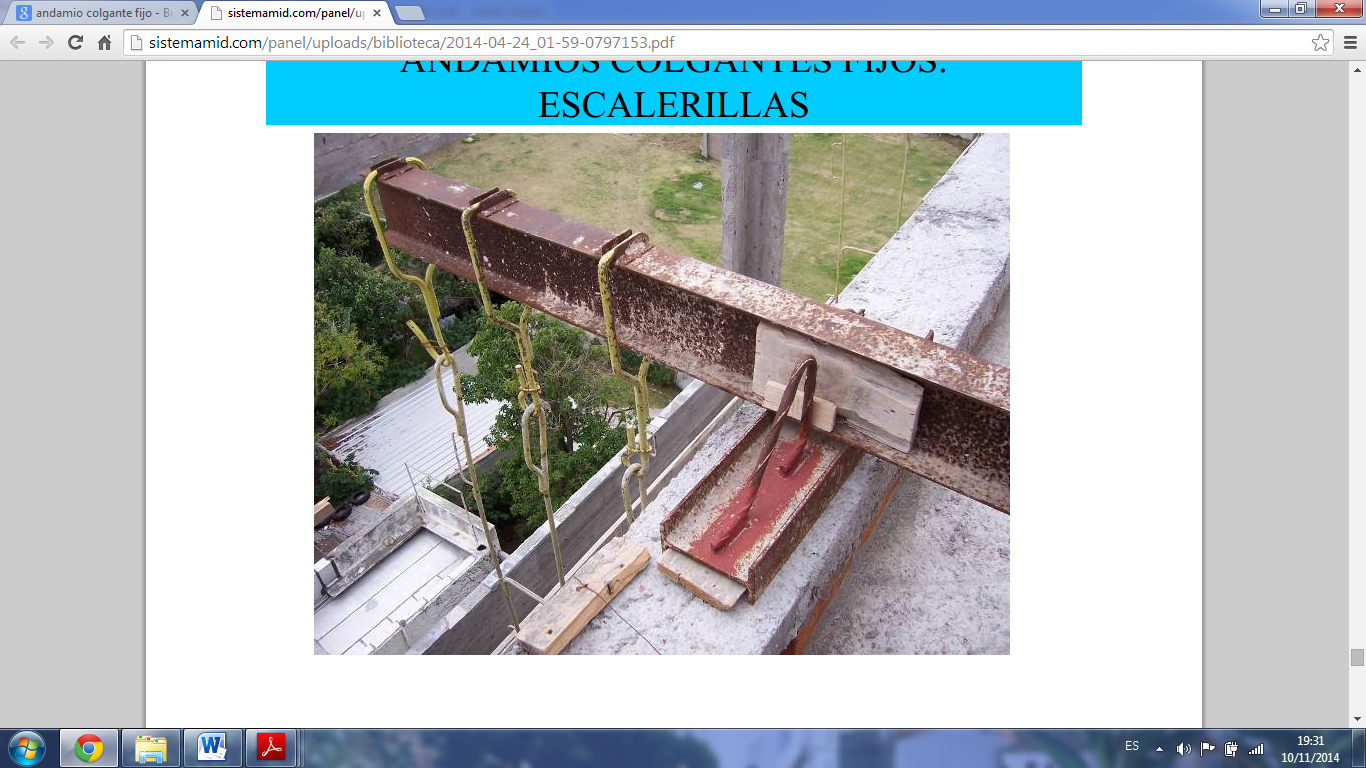 andamio colgante fijo - B
sistemamid.com/panel/u
sistemamid.com/panel/uploads/biblioteca/2014-04-24_01-59-0797153.pdf
ANDAMIOS COLGANTES FIJOS:
ESCALERILLAS
ES
19:31
10/11/2014